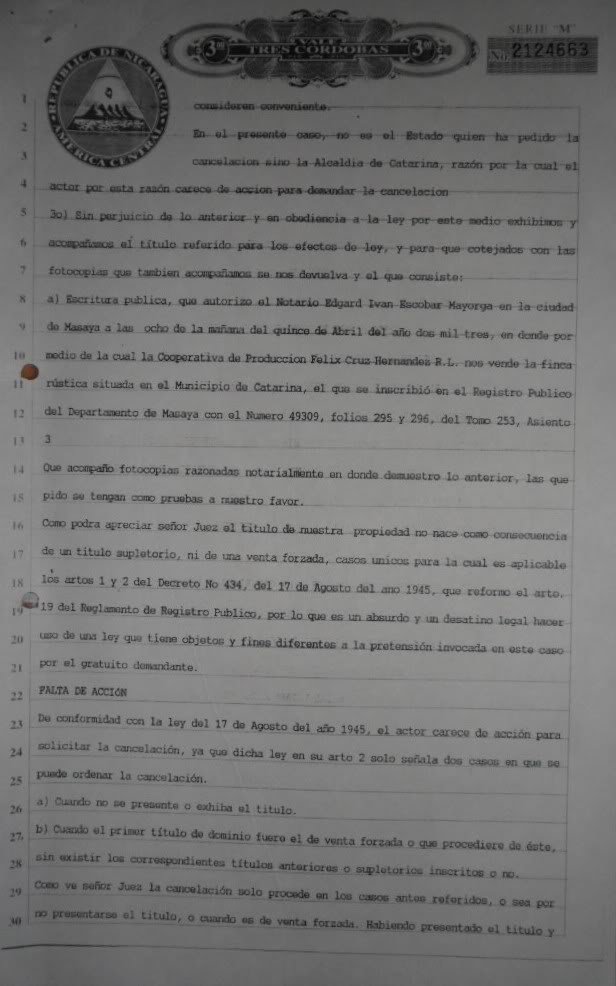 SERIE "M"
VALE
3ºº TRES CORDOBAS 3ºº
No. 2124663
REPUBLICA DE NICARAGUA
AMERICA CENTRAL
1 consideren conveniente.
2 En el presente caso, no es el Estado quien ha pedido la
3 cancelacion sino la Alcaldia de Catarina, razón por la cual el
4 actor por esta razón carece de accion para demandar la cancelacion
5 3o) Sin perjuicio de lo anterior y en obediencia a la ley por este medio exhibimos y
6 acompañamos el título referido para los efectos de ley, y para que cotejados con las
7 fotocopias que tambien acompañamos se nos devuelva y el que consiste:
8 a) Escritura publica, que autorizo el Notario Edgard Ivan Escobar Mayorga en la ciudad
9 de Masaya a las ocho de la mañana del quince de Abril del año dos mil tres, en donde por
10 medio de la cual la Cooperativa de Produccion Felix Cruz Hernandez R.L. nos vende la finca
11 rústica situada en el Municipio de Catarina, el que se inscribió en el Registro Publico
12 del Departamento de Masaya con el Numero 49309, folios 295 y 296, del Tomo 253, Asiento
13 3
14 Que acompaño fotocopias razonadas notarialmente en donde demuestro lo anterior, las que
15 pido se tengan como pruebas a nuestro favor.
16 Como podra apreciar señor Juez el titulo de nuestra propiedad no nace como consecuencia
17 de un titulo supletorio, ni de una venta forzada, casos unicos para la cual es aplicable
18 los artos 1 y 2 del Decreto No 434, del 17 de Agosto del ano 1945, que reformo el arto.
19 19 del Reglamento de Registro Publico, por lo que es un absurdo y un desatino legal hacer
20 uso de una ley que tiene objetos y fines diferentes a la pretensión invocada en este caso
21 por el gratuito demandante.
22 FALTA DE ACCIÓN
23 De conformidad con la ley del 17 de Agosto del año 1945, el actor carece de acción para
24 solicitar la cancelación, ya que dicha ley en su arto 2 solo señala dos casos en que se
25 puede ordenar la cancelación.
26 a) Cuando no se presente o exhiba el titulo.
27 b) Cuando el primer título de dominio fuere el de venta forzada o que procediere de éste,
28 sin existir los correspondientes títulos anteriores o supletorios inscritos o no.
29 Como ve señor Juez la cancelación solo procede en los casos antes referidos, o sea por
30 no presentarse el titulo, o cuando es de venta forzada. Habiendo presentado el titulo y